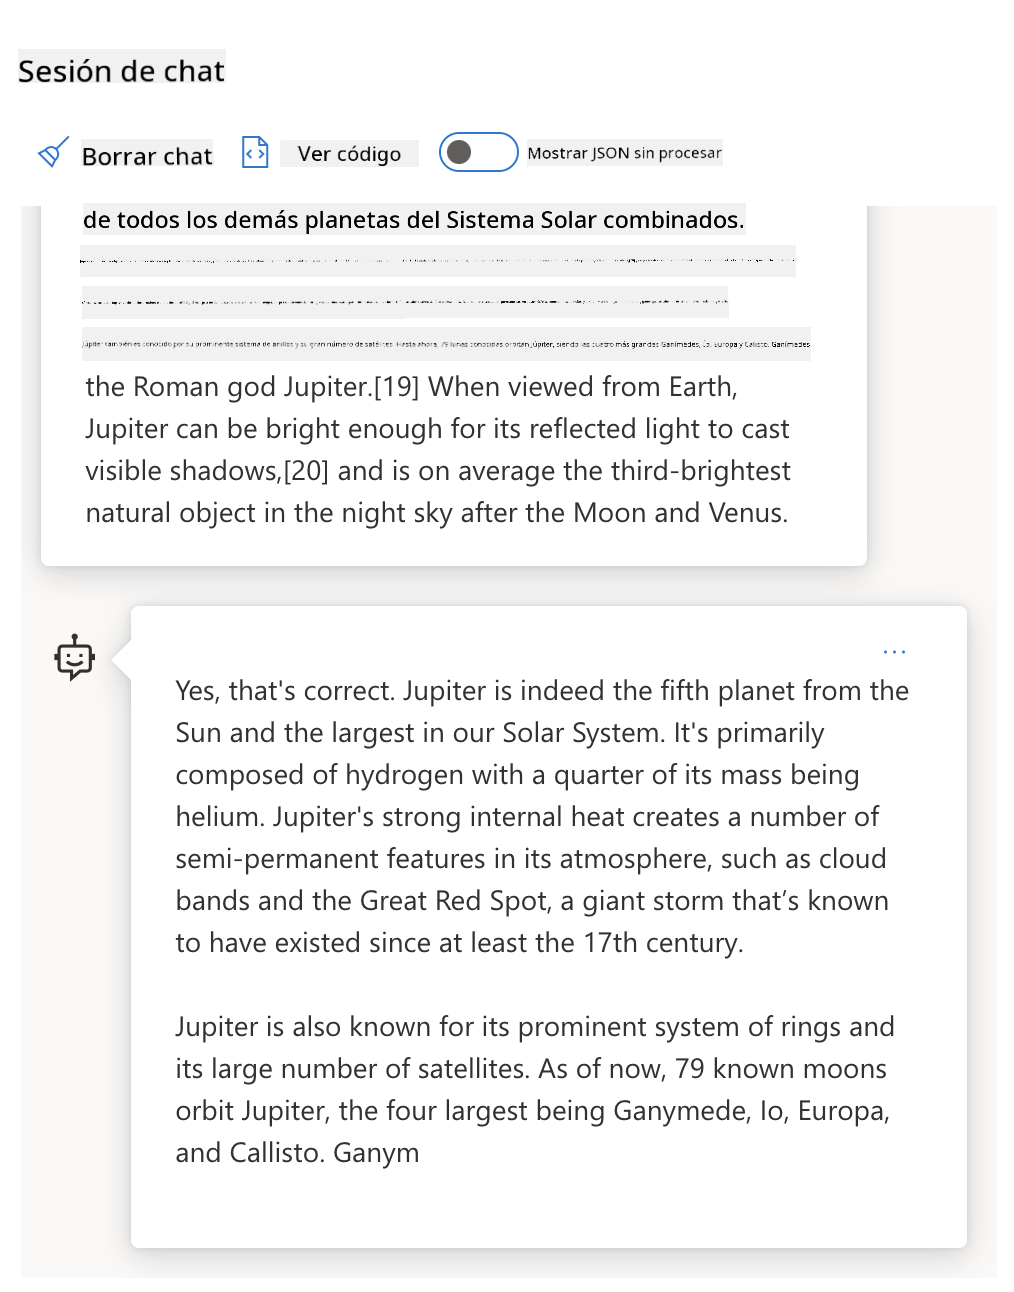 Sesión de chat
Borrar chat
Ver código
Mostrar JSON sin procesar
de todos los demás planetas del Sistema Solar combinados.
Júpiter también es conocido por su prominente sistema de anillos y su gran número de satélites. Hasta ahora, 79 lunas conocidas orbitan Júpiter, siendo las cuatro más grandes Ganímedes, Ío, Europa y Calisto. Ganímedes
the Roman god Jupiter.[19] When viewed from Earth,
Jupiter can be bright enough for its reflected light to cast
visible shadows,[20] and is on average the third-brightest
natural object in the night sky after the Moon and Venus.
Yes, that's correct. Jupiter is indeed the fifth planet from the
Sun and the largest in our Solar System. It's primarily
composed of hydrogen with a quarter of its mass being
helium. Jupiter's strong internal heat creates a number of
semi-permanent features in its atmosphere, such as cloud
bands and the Great Red Spot, a giant storm that’s known
to have existed since at least the 17th century.
Jupiter is also known for its prominent system of rings and
its large number of satellites. As of now, 79 known moons
orbit Jupiter, the four largest being Ganymede, Io, Europa,
and Callisto. Ganym